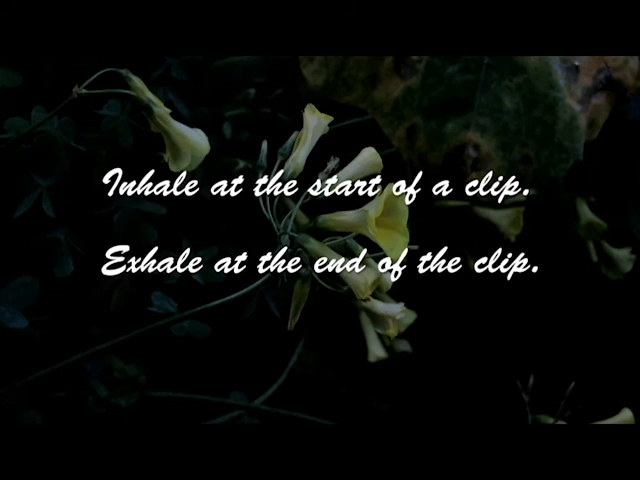 Inhale at the start of a clip.
Exhale at the end of the clip.